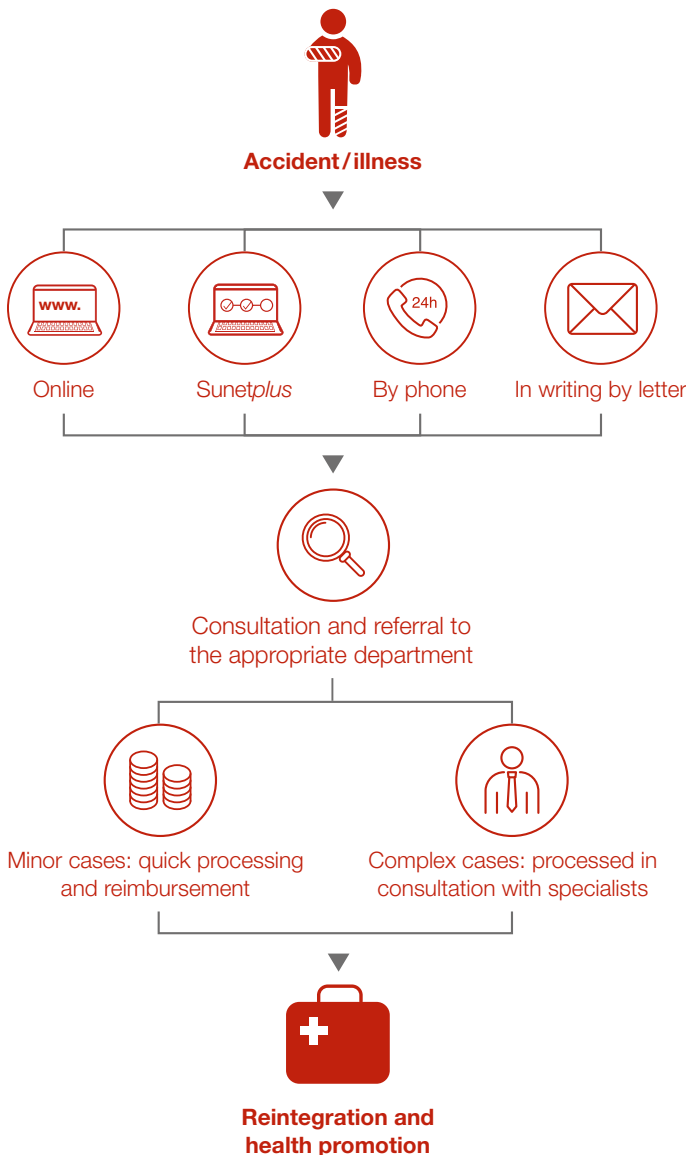 Accident/illness
www.
24h
Online
Sunetplus
By phone
In writing by letter
Consultation and referral to
the appropriate department
Minor cases: quick processing
and reimbursement
Complex cases: processed in
consultation with specialists
Reintegration and
health promotion